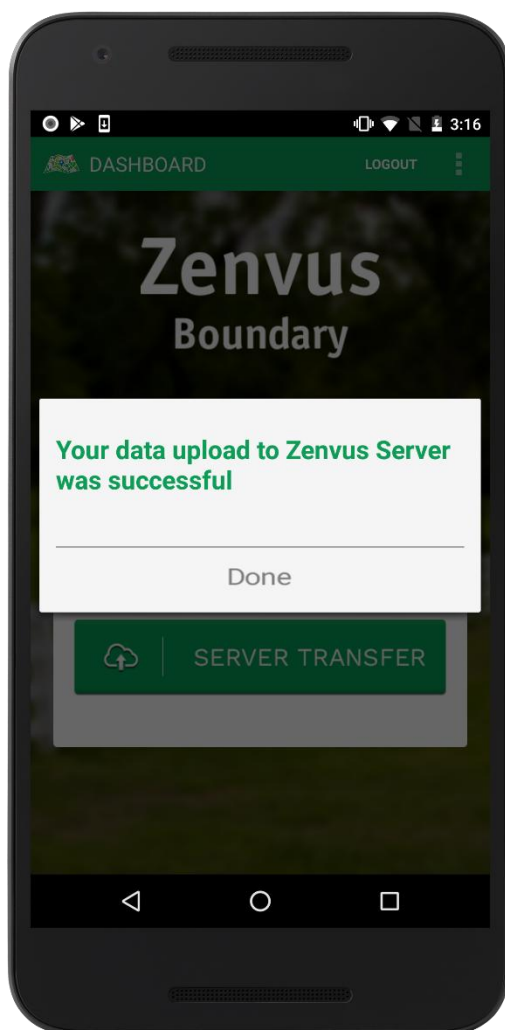 3:16
DASHBOARD LOGOUT
Zenvus
Boundary
Your data upload to Zenvus Server
was successful
Done
SERVER TRANSFER